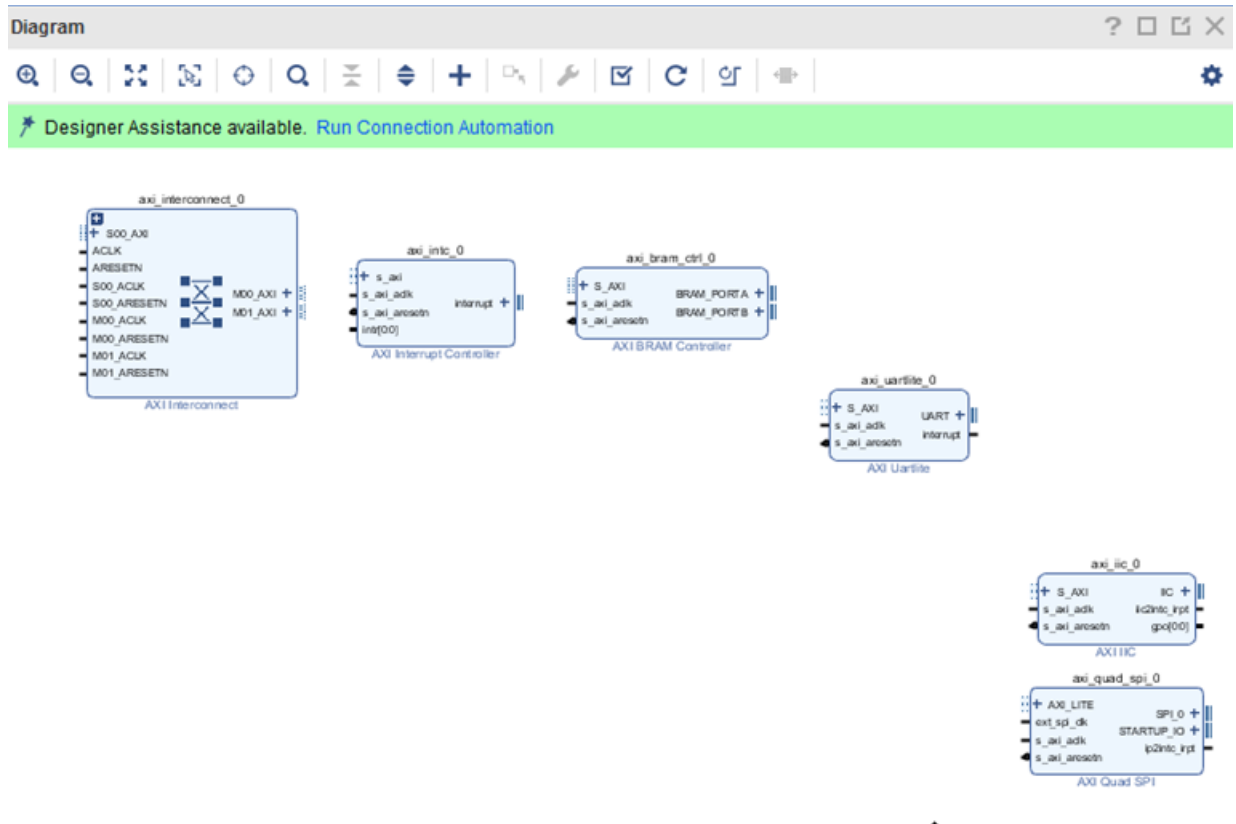 Diagram
Designer Assistance available. Run Connection Automation
axi_interconnect_0
S00_AXI
ACLK
ARESETN
S00_ACLK
S00_ARESETN
M00_ACLK
M00_ARESETN
M01_ACLK
M01_ARESETN
M00_AXI
M01_AXI
AXI Interconnect
axi_intc_0
s_axi
s_axi_aclk
s_axi_aresetn
intr[0:0]
interrupt
AXI Interrupt Controller
axi_bram_ctrl_0
S_AXI
s_axi_aclk
s_axi_aresetn
BRAM_PORTA
BRAM_PORTB
AXI BRAM Controller
axi_uartlite_0
S_AXI
s_axi_aclk
s_axi_aresetn
UART
interrupt
AXI Uartlite
axi_iic_0
S_AXI
s_axi_aclk
s_axi_aresetn
IIC
iic2intc_irpt
gpo[0:0]
AXI IIC
axi_quad_spi_0
AXI_LITE
ext_spi_clk
s_axi_aclk
s_axi_aresetn
SPI_0
STARTUP_IO
ip2intc_irpt
AXI Quad SPI